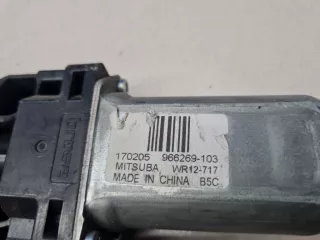 170205 966269-103
MITSUBA WR12-717
MADE IN CHINA B5C